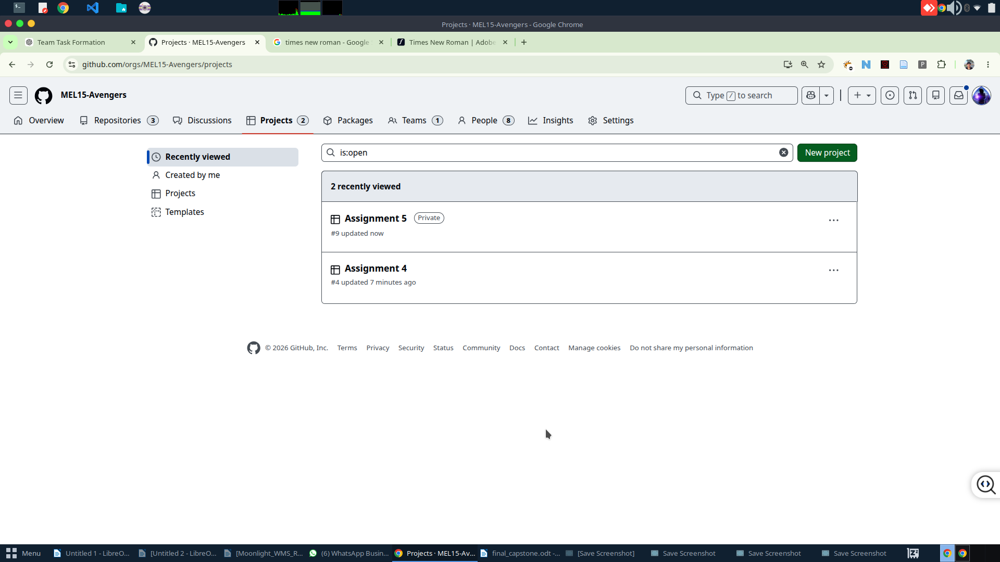 Projects · MEL15-Avengers - Google Chrome
Team Task Formation
Projects · MEL15-Avengers
times new roman - Google
Times New Roman | Adobe
github.com/orgs/MEL15-Avengers/projects
MEL15-Avengers
Type / to search
Overview
Repositories 3
Discussions
Projects 2
Packages
Teams 1
People 8
Insights
Settings
Recently viewed
Created by me
Projects
Templates
is:open
New project
2 recently viewed
Assignment 5 Private
#9 updated now
Assignment 4
#4 updated 7 minutes ago
© 2026 GitHub, Inc. Terms Privacy Security Status Community Docs Contact Manage cookies Do not share my personal information
Menu
Untitled 1 - LibreO...
[Untitled 2 - LibreO...
[Moonlight_WMS_R...
(6) WhatsApp Busin...
Projects · MEL15-Av...
final_capstone.odt -...
[Save Screenshot]
Save Screenshot
Save Screenshot
Save Screenshot